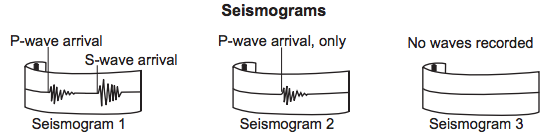 Seismograms
P-wave arrival
S-wave arrival
Seismogram 1
P-wave arrival, only
Seismogram 2
No waves recorded
Seismogram 3